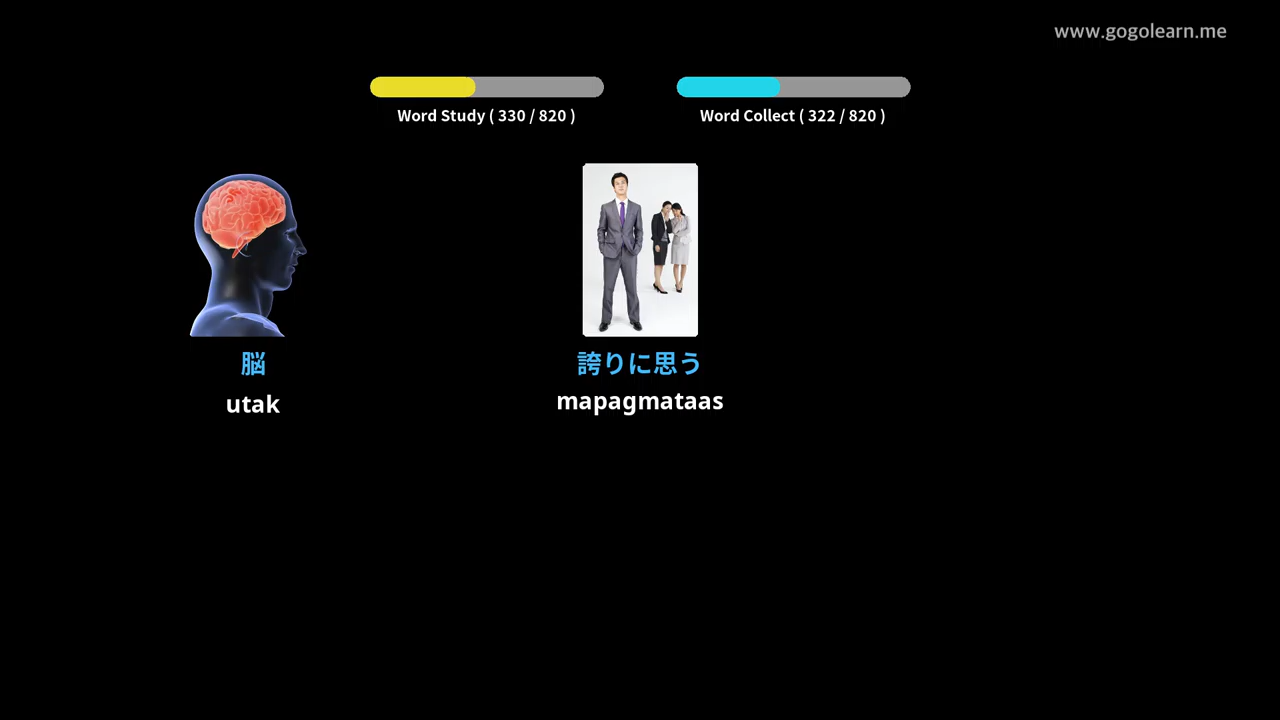 www.gogolearn.me
Word Study ( 330 / 820 )
Word Collect ( 322 / 820 )
脳
utak
誇りに思う
mapagmataas